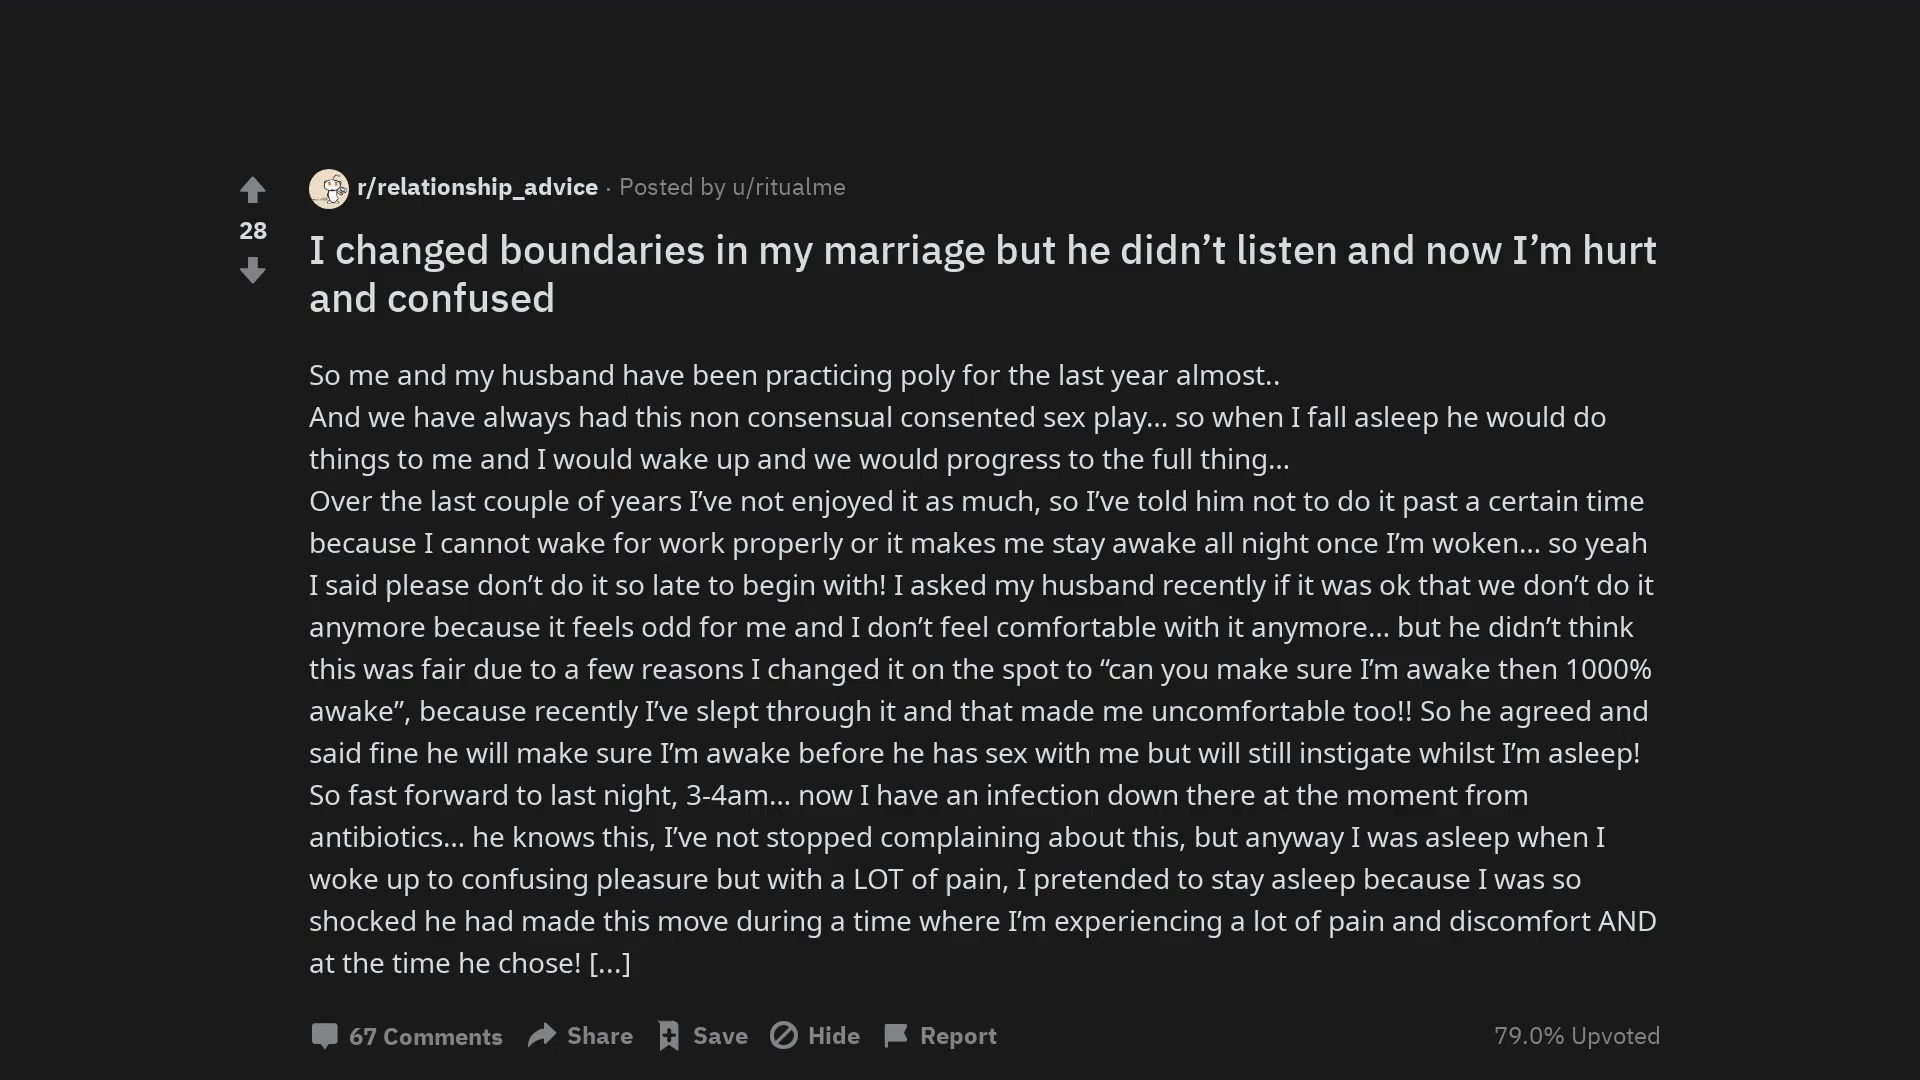 r/relationship_advice · Posted by u/ritualme
28
I changed boundaries in my marriage but he didn’t listen and now I’m hurt
and confused
So me and my husband have been practicing poly for the last year almost..
And we have always had this non consensual consented sex play... so when I fall asleep he would do
things to me and I would wake up and we would progress to the full thing...
Over the last couple of years I’ve not enjoyed it as much, so I’ve told him not to do it past a certain time
because I cannot wake for work properly or it makes me stay awake all night once I’m woken... so yeah
I said please don’t do it so late to begin with! I asked my husband recently if it was ok that we don’t do it
anymore because it feels odd for me and I don’t feel comfortable with it anymore... but he didn’t think
this was fair due to a few reasons I changed it on the spot to “can you make sure I’m awake then 1000%
awake”, because recently I’ve slept through it and that made me uncomfortable too!! So he agreed and
said fine he will make sure I’m awake before he has sex with me but will still instigate whilst I’m asleep!
So fast forward to last night, 3-4am... now I have an infection down there at the moment from
antibiotics... he knows this, I’ve not stopped complaining about this, but anyway I was asleep when I
woke up to confusing pleasure but with a LOT of pain, I pretended to stay asleep because I was so
shocked he had made this move during a time where I’m experiencing a lot of pain and discomfort AND
at the time he chose! [...]
67 Comments Share Save Hide Report 79.0% Upvoted